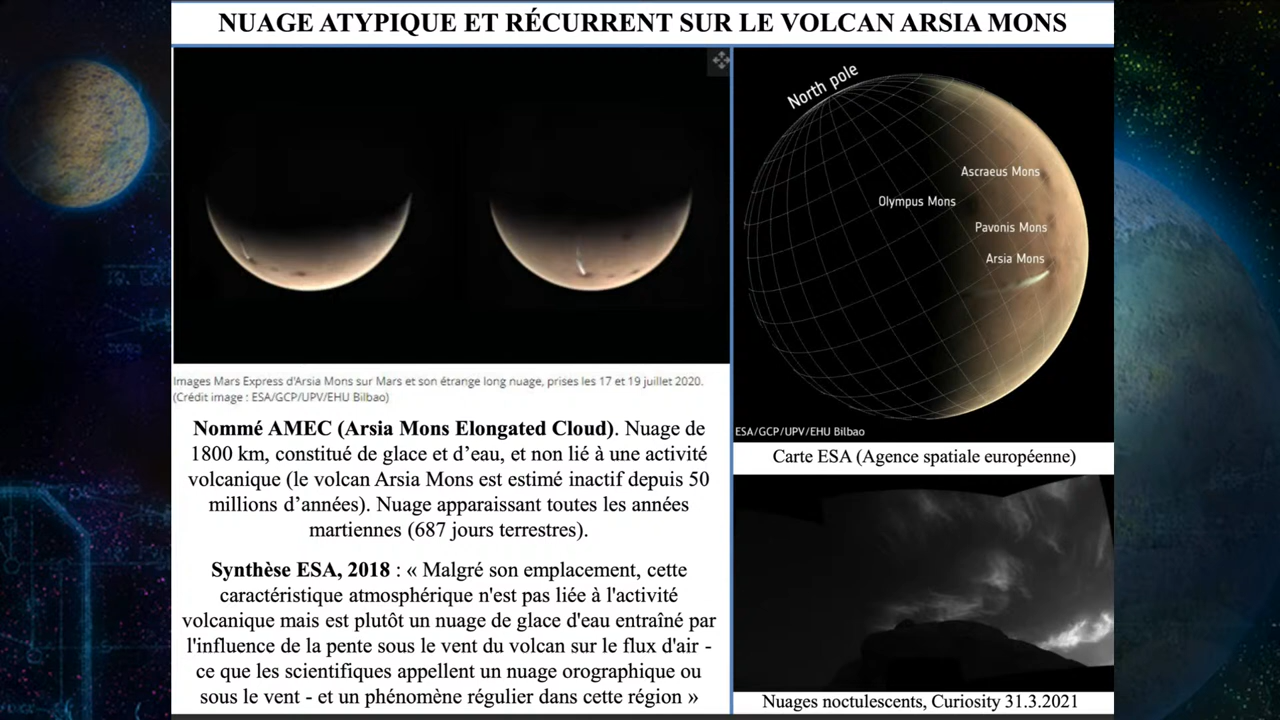 NUAGE ATYPIQUE ET RÉCURRENT SUR LE VOLCAN ARSIA MONS
Images Mars Express d'Arsia Mons sur Mars et son étrange long nuage, prises les 17 et 19 juillet 2020.
(Crédit image : ESA/GCP/UPV/EHU Bilbao)
Nommé AMEC (Arsia Mons Elongated Cloud). Nuage de
1800 km, constitué de glace et d’eau, et non lié à une activité
volcanique (le volcan Arsia Mons est estimé inactif depuis 50
millions d’années). Nuage apparaissant toutes les années
martiennes (687 jours terrestres).
Synthèse ESA, 2018 : « Malgré son emplacement, cette
caractéristique atmosphérique n'est pas liée à l'activité
volcanique mais est plutôt un nuage de glace d'eau entraîné par
l'influence de la pente sous le vent du volcan sur le flux d'air -
ce que les scientifiques appellent un nuage orographique ou
sous le vent - et un phénomène régulier dans cette région »
North pole
Ascraeus Mons
Olympus Mons
Pavonis Mons
Arsia Mons
ESA/GCP/UPV/EHU Bilbao
Carte ESA (Agence spatiale européenne)
Nuages noctulescents, Curiosity 31.3.2021